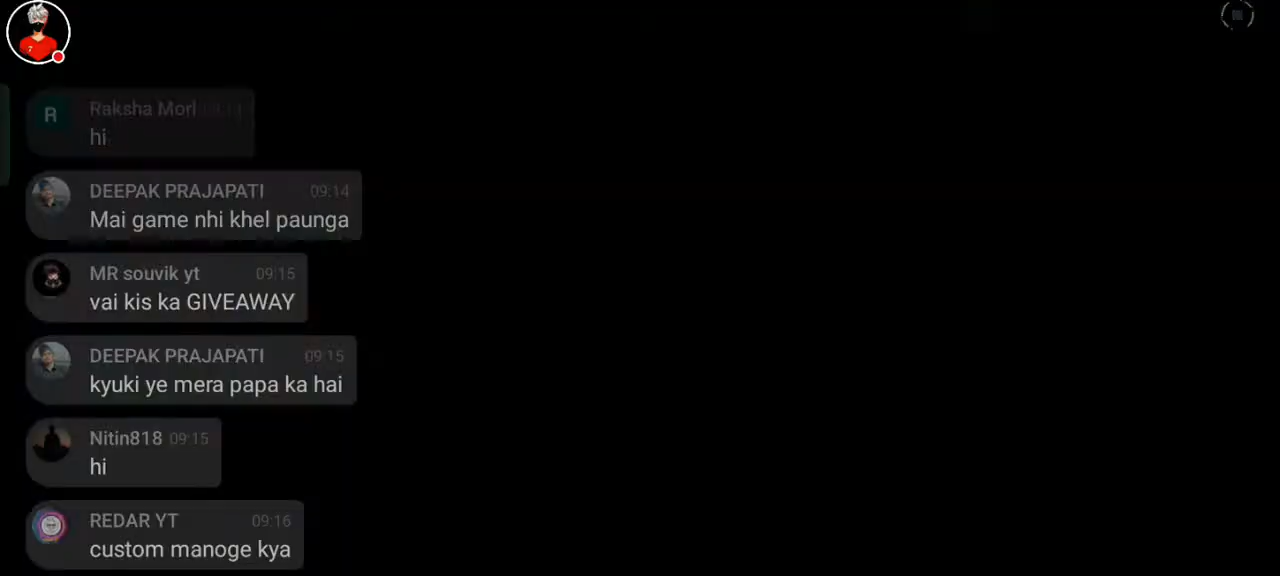 Raksha Morl
hi
DEEPAK PRAJAPATI 09:14
Mai game nhi khel paunga
MR souvik yt 09:15
vai kis ka GIVEAWAY
DEEPAK PRAJAPATI 09:15
kyuki ye mera papa ka hai
Nitin818 09:15
hi
REDAR YT 09:16
custom manoge kya